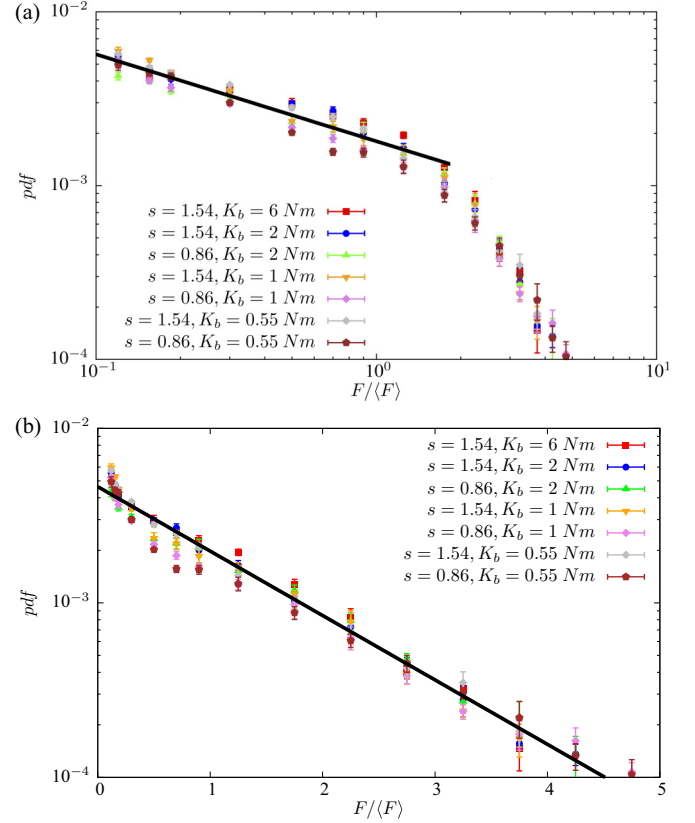 (a)
10⁻²
10⁻³
10⁻⁴
pdf
s = 1.54, K_b = 6 Nm
s = 1.54, K_b = 2 Nm
s = 0.86, K_b = 2 Nm
s = 1.54, K_b = 1 Nm
s = 0.86, K_b = 1 Nm
s = 1.54, K_b = 0.55 Nm
s = 0.86, K_b = 0.55 Nm
10⁻¹ 10⁰ 10¹
F/⟨F⟩
(b)
10⁻²
10⁻³
10⁻⁴
pdf
s = 1.54, K_b = 6 Nm
s = 1.54, K_b = 2 Nm
s = 0.86, K_b = 2 Nm
s = 1.54, K_b = 1 Nm
s = 0.86, K_b = 1 Nm
s = 1.54, K_b = 0.55 Nm
s = 0.86, K_b = 0.55 Nm
0 1 2 3 4 5
F/⟨F⟩